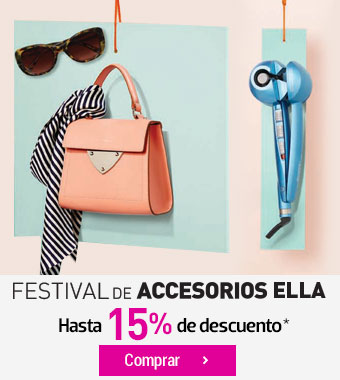 FESTIVAL DE ACCESORIOS ELLA
Hasta 15% de descuento*
Comprar >